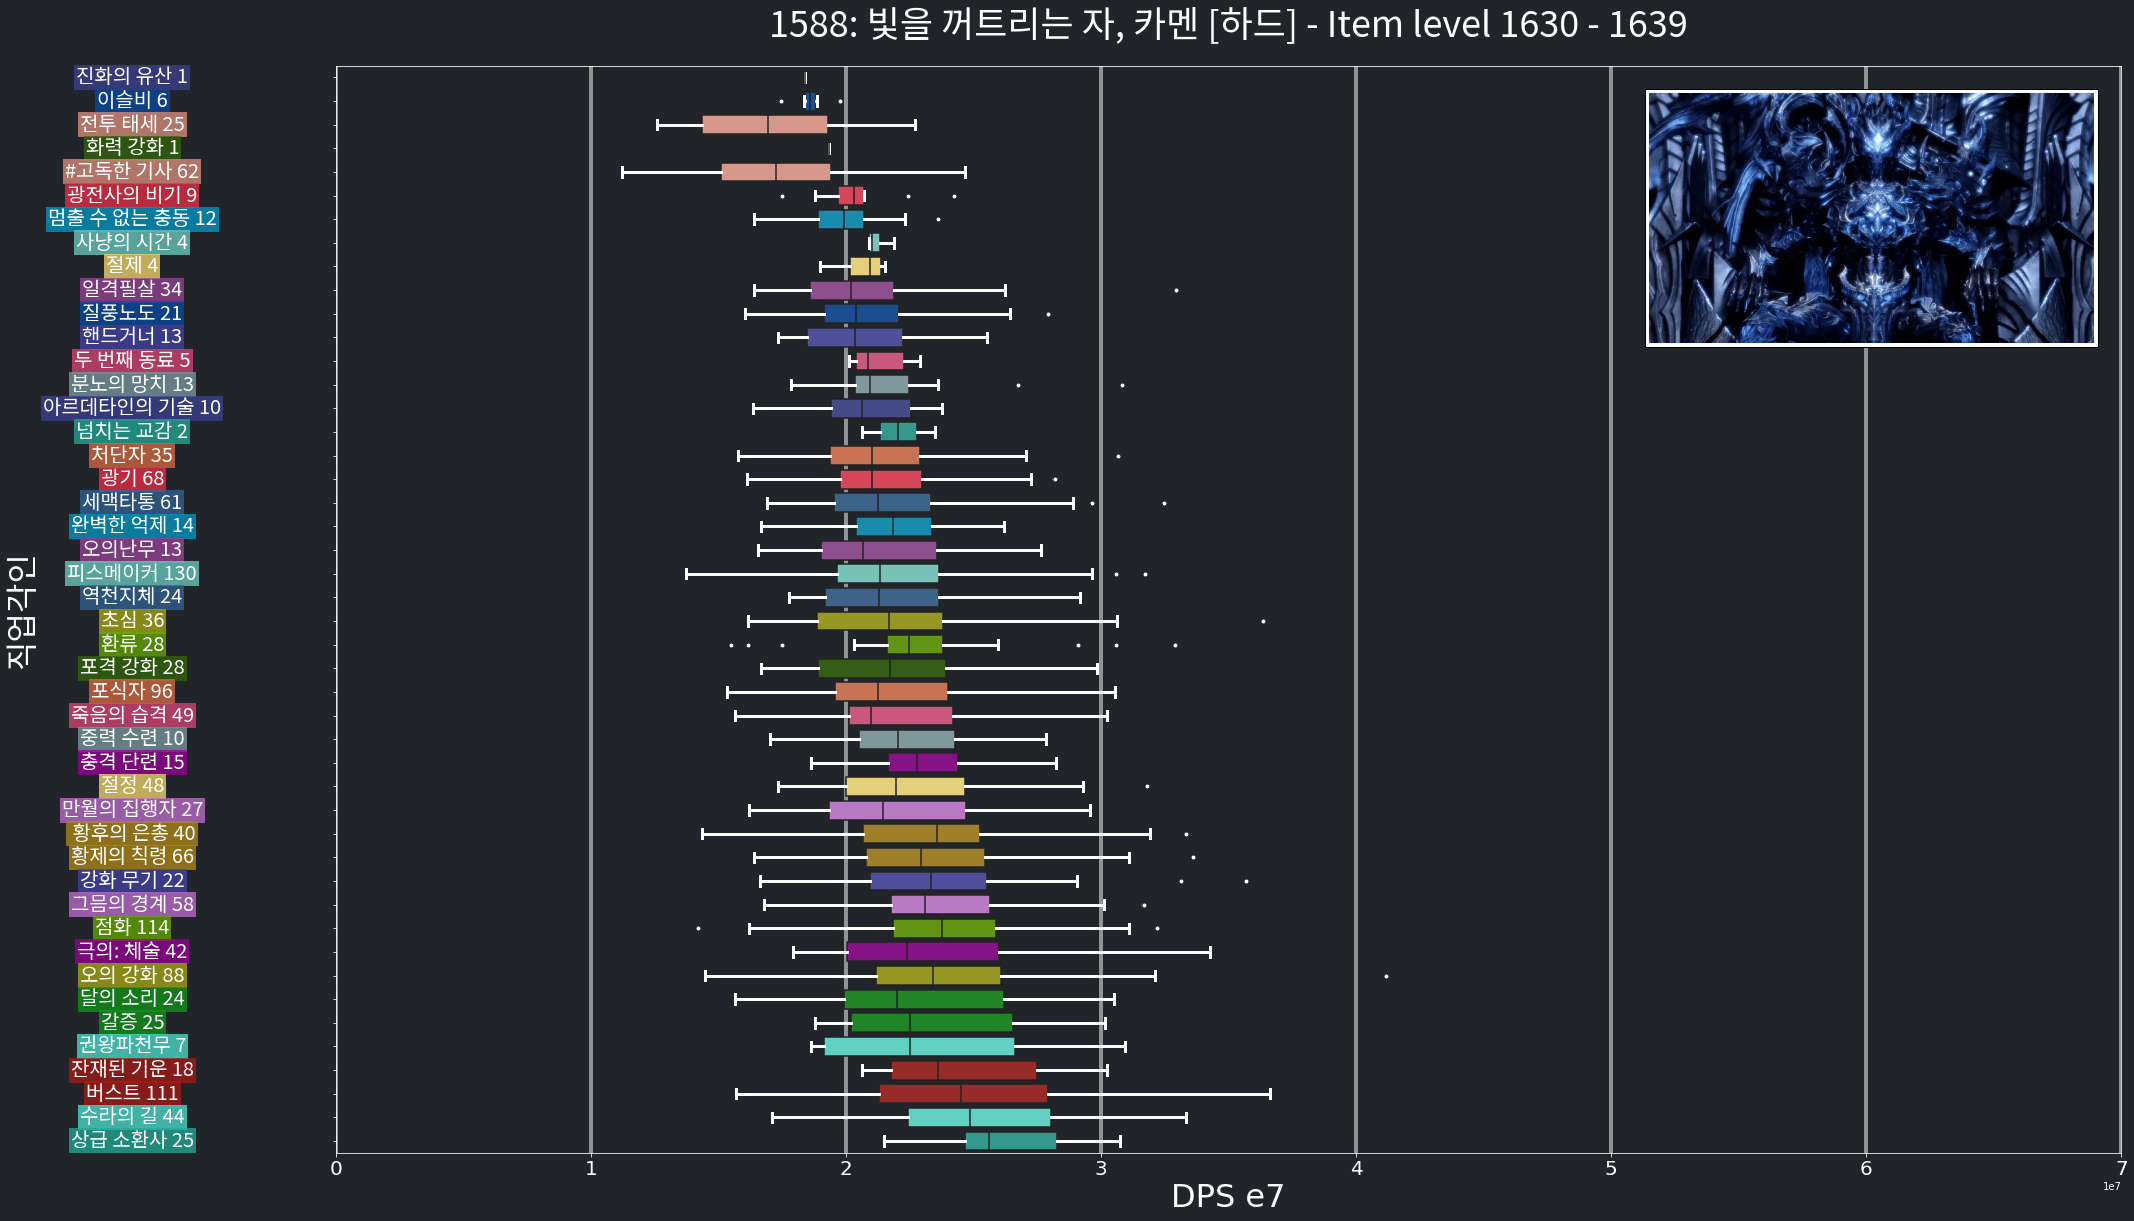 1588: 빛을 꺼트리는 자, 카멘 [하드] - Item level 1630 - 1639
진화의 유산 1
이슬비 6
전투 태세 25
화력 강화 1
#고독한 기사 62
광전사의 비기 9
멈출 수 없는 충동 12
사냥의 시간 4
절제 4
일격필살 34
질풍노도 21
핸드거너 13
두 번째 동료 5
분노의 망치 13
아르데타인의 기술 10
넘치는 교감 2
처단자 35
광기 68
세맥타통 61
완벽한 억제 14
오의난무 13
피스메이커 130
역천지체 24
초심 36
환류 28
포격 강화 28
포식자 96
죽음의 습격 49
중력 수련 10
충격 단련 15
절정 48
만월의 집행자 27
황후의 은총 40
황제의 칙령 66
강화 무기 22
그믐의 경계 58
점화 114
극의: 체술 42
오의 강화 88
달의 소리 24
갈증 25
권왕파천무 7
잔재된 기운 18
버스트 111
수라의 길 44
상급 소환사 25
직업각인
0 1 2 3 4 5 6 7
1e7
DPS e7